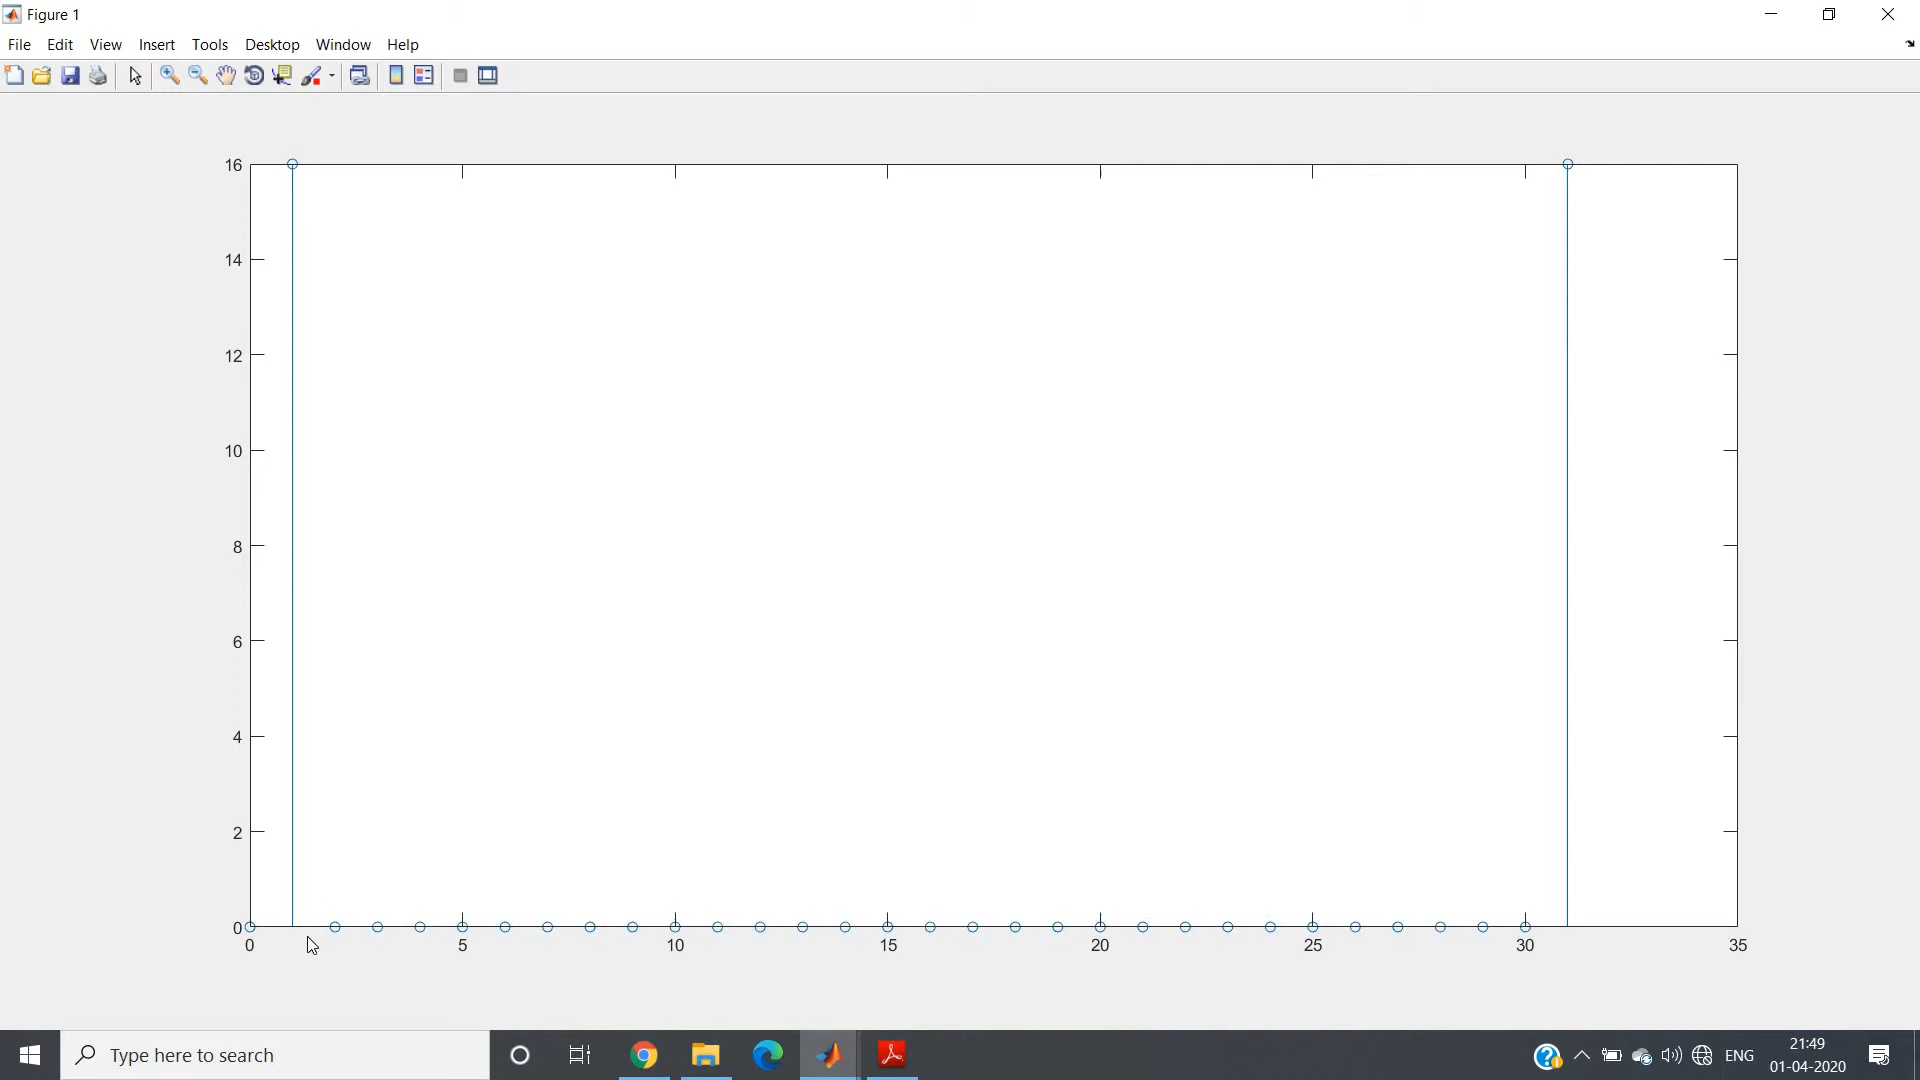 Figure 1
File Edit View Insert Tools Desktop Window Help
16
14
12
10
8
6
4
2
0
0 5 10 15 20 25 30 35
Type here to search
ENG
21:49
01-04-2020